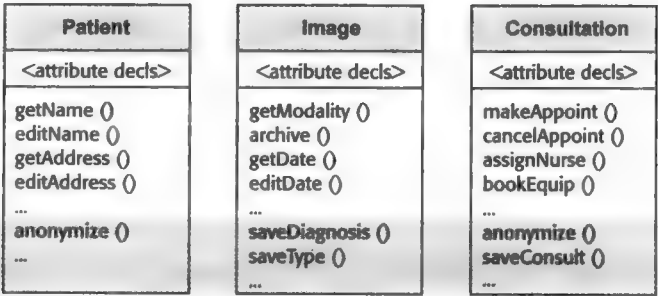 Patient
<attribute decls>
getName ()
editName ()
getAddress ()
editAddress ()
...
anonymize ()
...
Image
<attribute decls>
getModality ()
archive ()
getDate ()
editDate ()
...
saveDiagnosis ()
saveType ()
...
Consultation
<attribute decls>
makeAppoint ()
cancelAppoint ()
assignNurse ()
bookEquip ()
...
anonymize ()
saveConsult ()
...